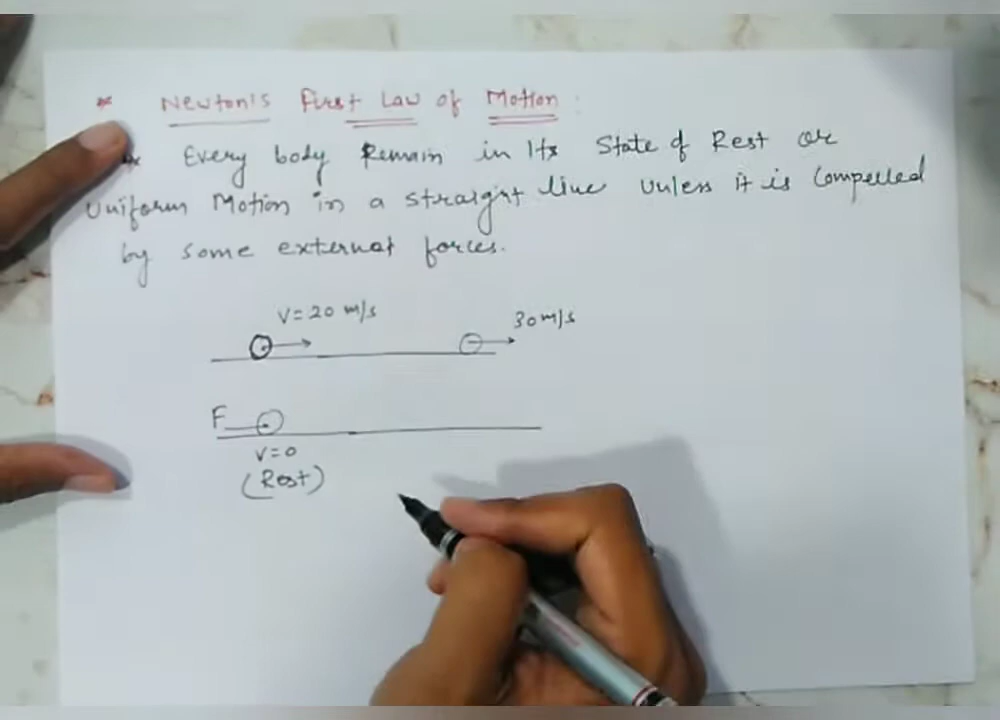 * Newton's First Law of Motion :
* Every body Remain in Its State of Rest or
Uniform Motion in a straight line Unless it is Compelled
by some external forces.
V=20 m/s
30 m/s
F
V=0
(Rest)